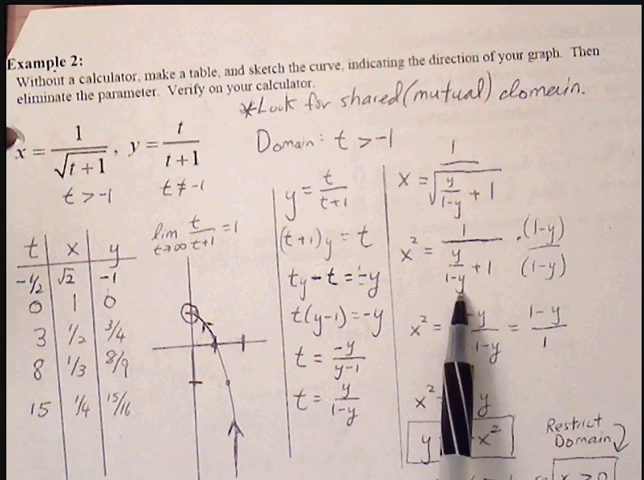 Example 2:
Without a calculator, make a table, and sketch the curve, indicating the direction of your graph. Then
eliminate the parameter. Verify on your calculator.
*Look for shared (mutual) domain.
x = 1/√(t+1), y = t/(t+1)
t > -1   t ≠ -1
Domain: t > -1
t x y
-1/2 √2 -1
0 1 0
3 1/2 3/4
8 1/3 8/9
15 1/4 15/16
lim t→∞ t/(t+1) = 1
y = t/(t+1)
(t+1)y = t
ty - t = -y
t(y-1) = -y
t = -y/(y-1)
t = y/(1-y)
x = 1/√(y/(1-y) + 1)
x² = 1/(y/(1-y) + 1) · (1-y)/(1-y)
x² = -y/1-y = (1-y)/1
x² y
y x²
Restrict
Domain
x > 0